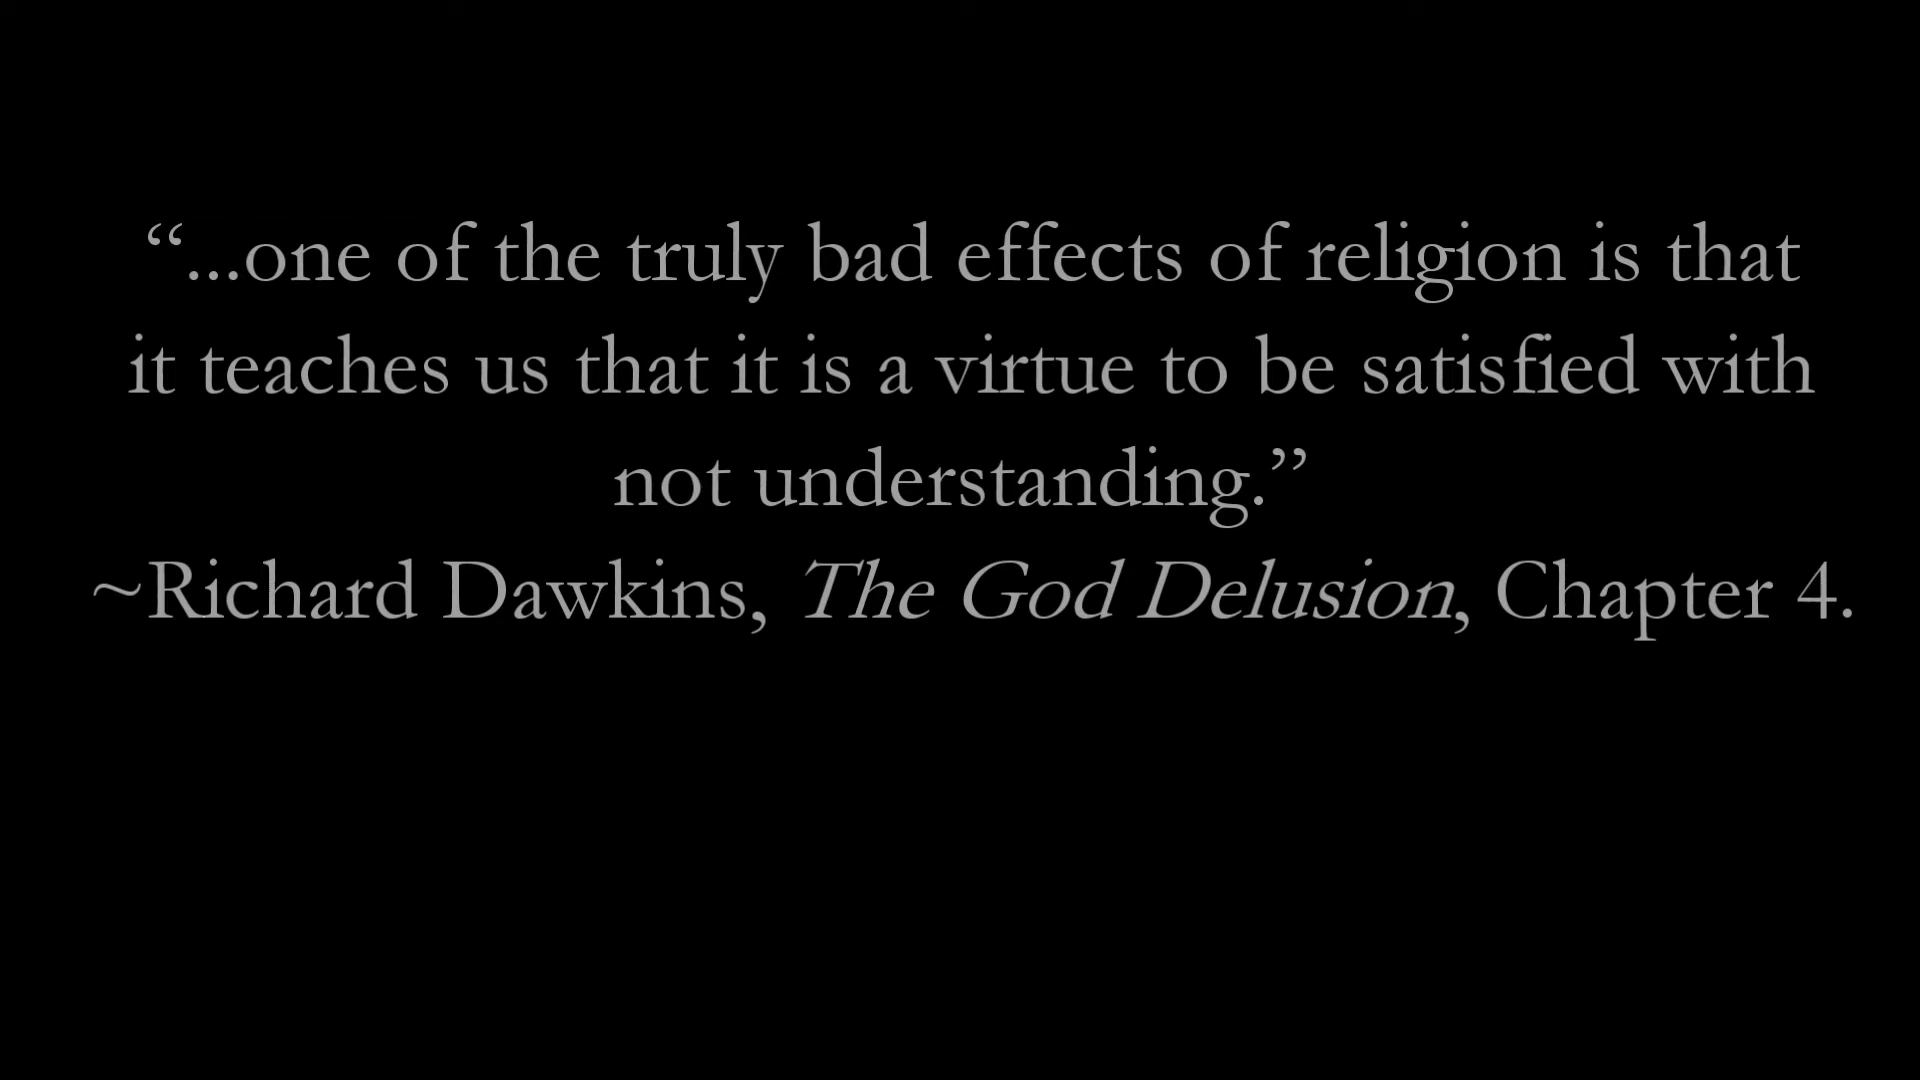 “...one of the truly bad effects of religion is that
it teaches us that it is a virtue to be satisfied with
not understanding.”
~Richard Dawkins, The God Delusion, Chapter 4.